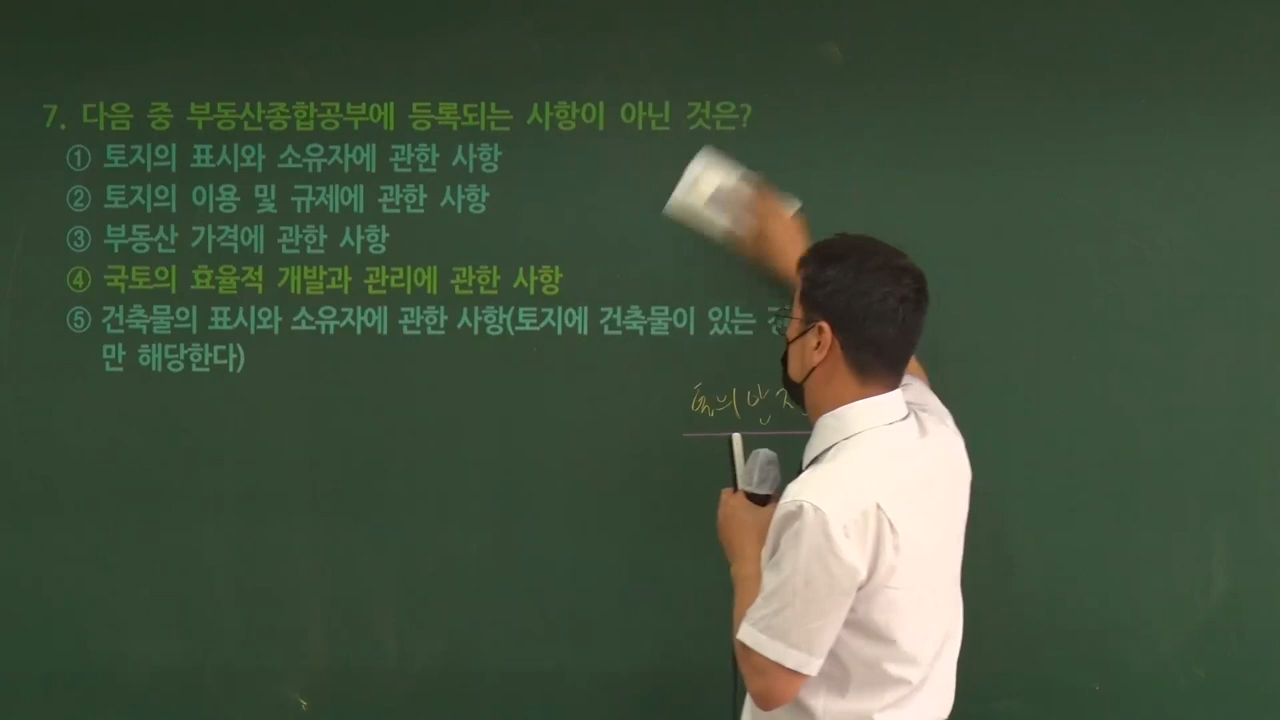 7. 다음 중 부동산종합공부에 등록되는 사항이 아닌 것은?
① 토지의 표시와 소유자에 관한 사항
② 토지의 이용 및 규제에 관한 사항
③ 부동산 가격에 관한 사항
④ 국토의 효율적 개발과 관리에 관한 사항
⑤ 건축물의 표시와 소유자에 관한 사항(토지에 건축물이 있는
만 해당한다)